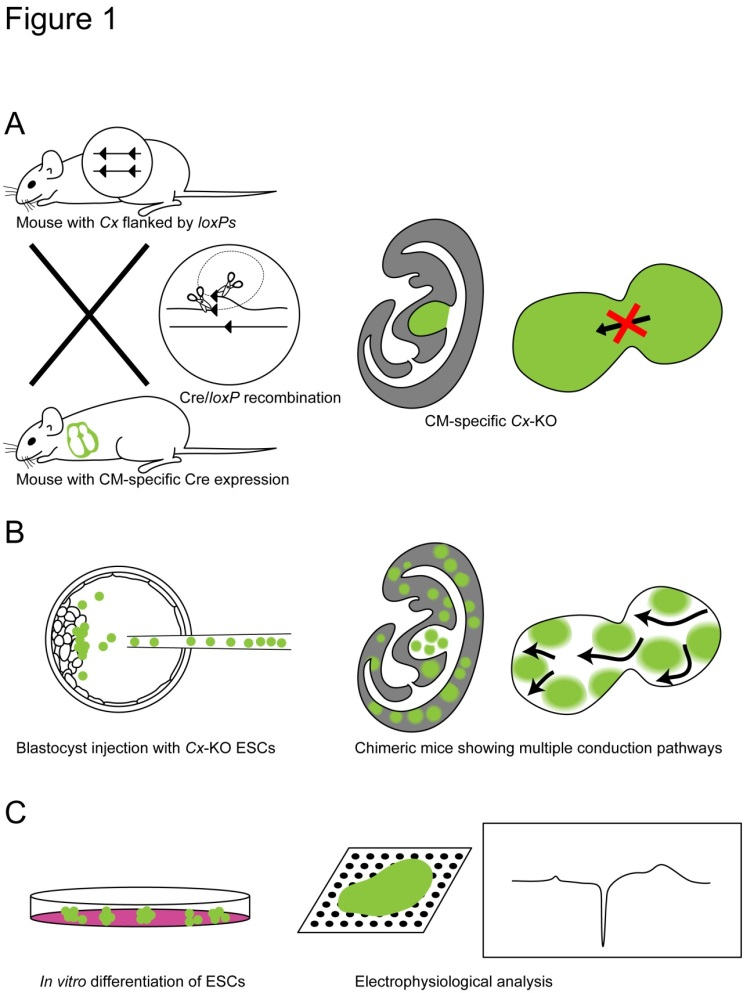 Figure 1
A
Mouse with Cx flanked by loxPs
Cre/loxP recombination
CM-specific Cx-KO
Mouse with CM-specific Cre expression
B
Blastocyst injection with Cx-KO ESCs
Chimeric mice showing multiple conduction pathways
C
In vitro differentiation of ESCs
Electrophysiological analysis